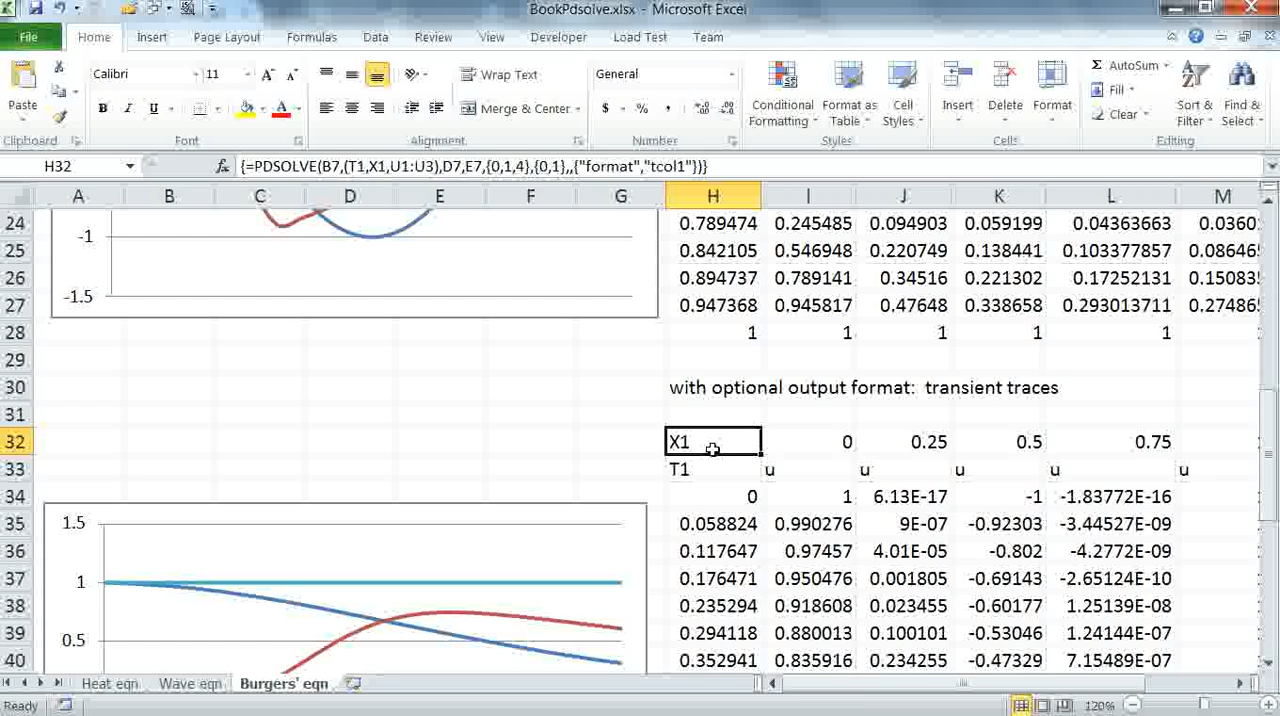 BookPdsolve.xlsx - Microsoft Excel
File Home Insert Page Layout Formulas Data Review View Developer Load Test Team
Calibri 11 Wrap Text General AutoSum
Paste B I U Merge & Center $ % , Conditional Formatting Format as Table Cell Styles Insert Delete Format Fill Clear Sort & Filter Find & Select
Clipboard Font Alignment Number Styles Cells Editing
H32 fx {=PDSOLVE(B7,(T1,X1,U1:U3),D7,E7,{0,1,4},{0,1},,{"format","tcol1"})}
A B C D E F G H I J K L M
24 -1 0.789474 0.245485 0.094903 0.059199 0.04363663 0.0360
25 0.842105 0.546948 0.220749 0.138441 0.103377857 0.08646
26 -1.5 0.894737 0.789141 0.34516 0.221302 0.17252131 0.15083
27 0.947368 0.945817 0.47648 0.338658 0.293013711 0.27486
28 1 1 1 1 1
29
30 with optional output format: transient traces
31
32 X1 0 0.25 0.5 0.75
33 T1 u u u u u
34 0 1 6.13E-17 -1 -1.83772E-16
35 1.5 0.058824 0.990276 9E-07 -0.92303 -3.44527E-09
36 0.117647 0.97457 4.01E-05 -0.802 -4.2772E-09
37 1 0.176471 0.950476 0.001805 -0.69143 -2.65124E-10
38 0.235294 0.918608 0.023455 -0.60177 1.25139E-08
39 0.5 0.294118 0.880013 0.100101 -0.53046 1.24144E-07
40 0.352941 0.835916 0.234255 -0.47329 7.15489E-07
Heat eqn Wave eqn Burgers' eqn
Ready 120%